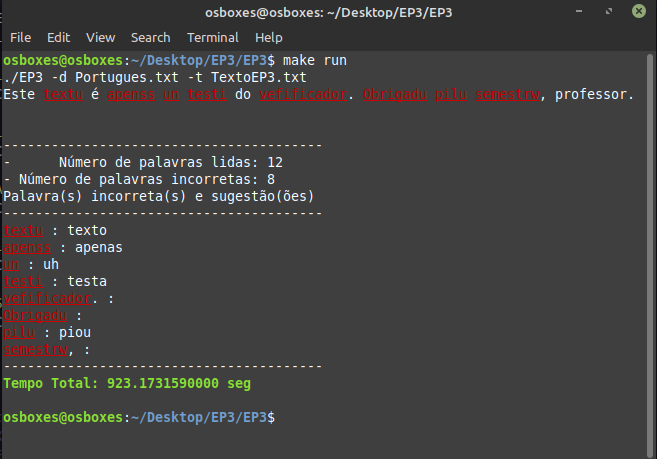 osboxes@osboxes: ~/Desktop/EP3/EP3
File Edit View Search Terminal Help
osboxes@osboxes:~/Desktop/EP3/EP3$ make run
./EP3 -d Portugues.txt -t TextoEP3.txt
Este textu é apenss un testi do vefificador. Obrigadu pilu semestrw, professor.
----------------------------------------
-      Número de palavras lidas: 12
- Número de palavras incorretas: 8
Palavra(s) incorreta(s) e sugestão(ões)
----------------------------------------
textu : texto
apenss : apenas
un : uh
testi : testa
vefificador. :
Obrigadu :
pilu : piou
semestrw, :
----------------------------------------
Tempo Total: 923.1731590000 seg
osboxes@osboxes:~/Desktop/EP3/EP3$